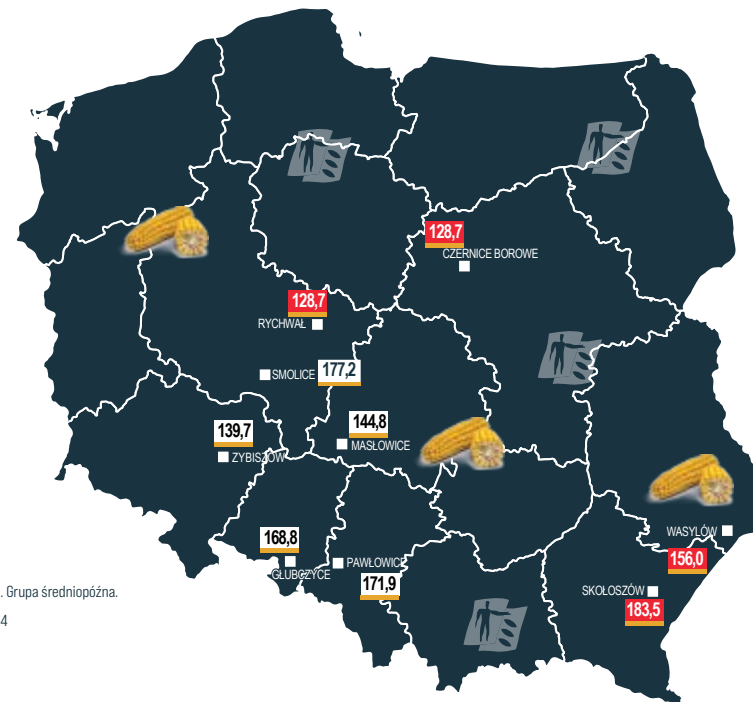 128,7
CZERNICE BOROWE
128,7
RYCHWAŁ
SMOLICE 177,2
144,8
MASŁOWICE
139,7
ZYBISZÓW
168,8
GŁUBCZYCE
PAWŁOWICE
171,9
WASYLÓW
156,0
SKOŁOSZÓW
183,5
. Grupa średniopóźna.
4